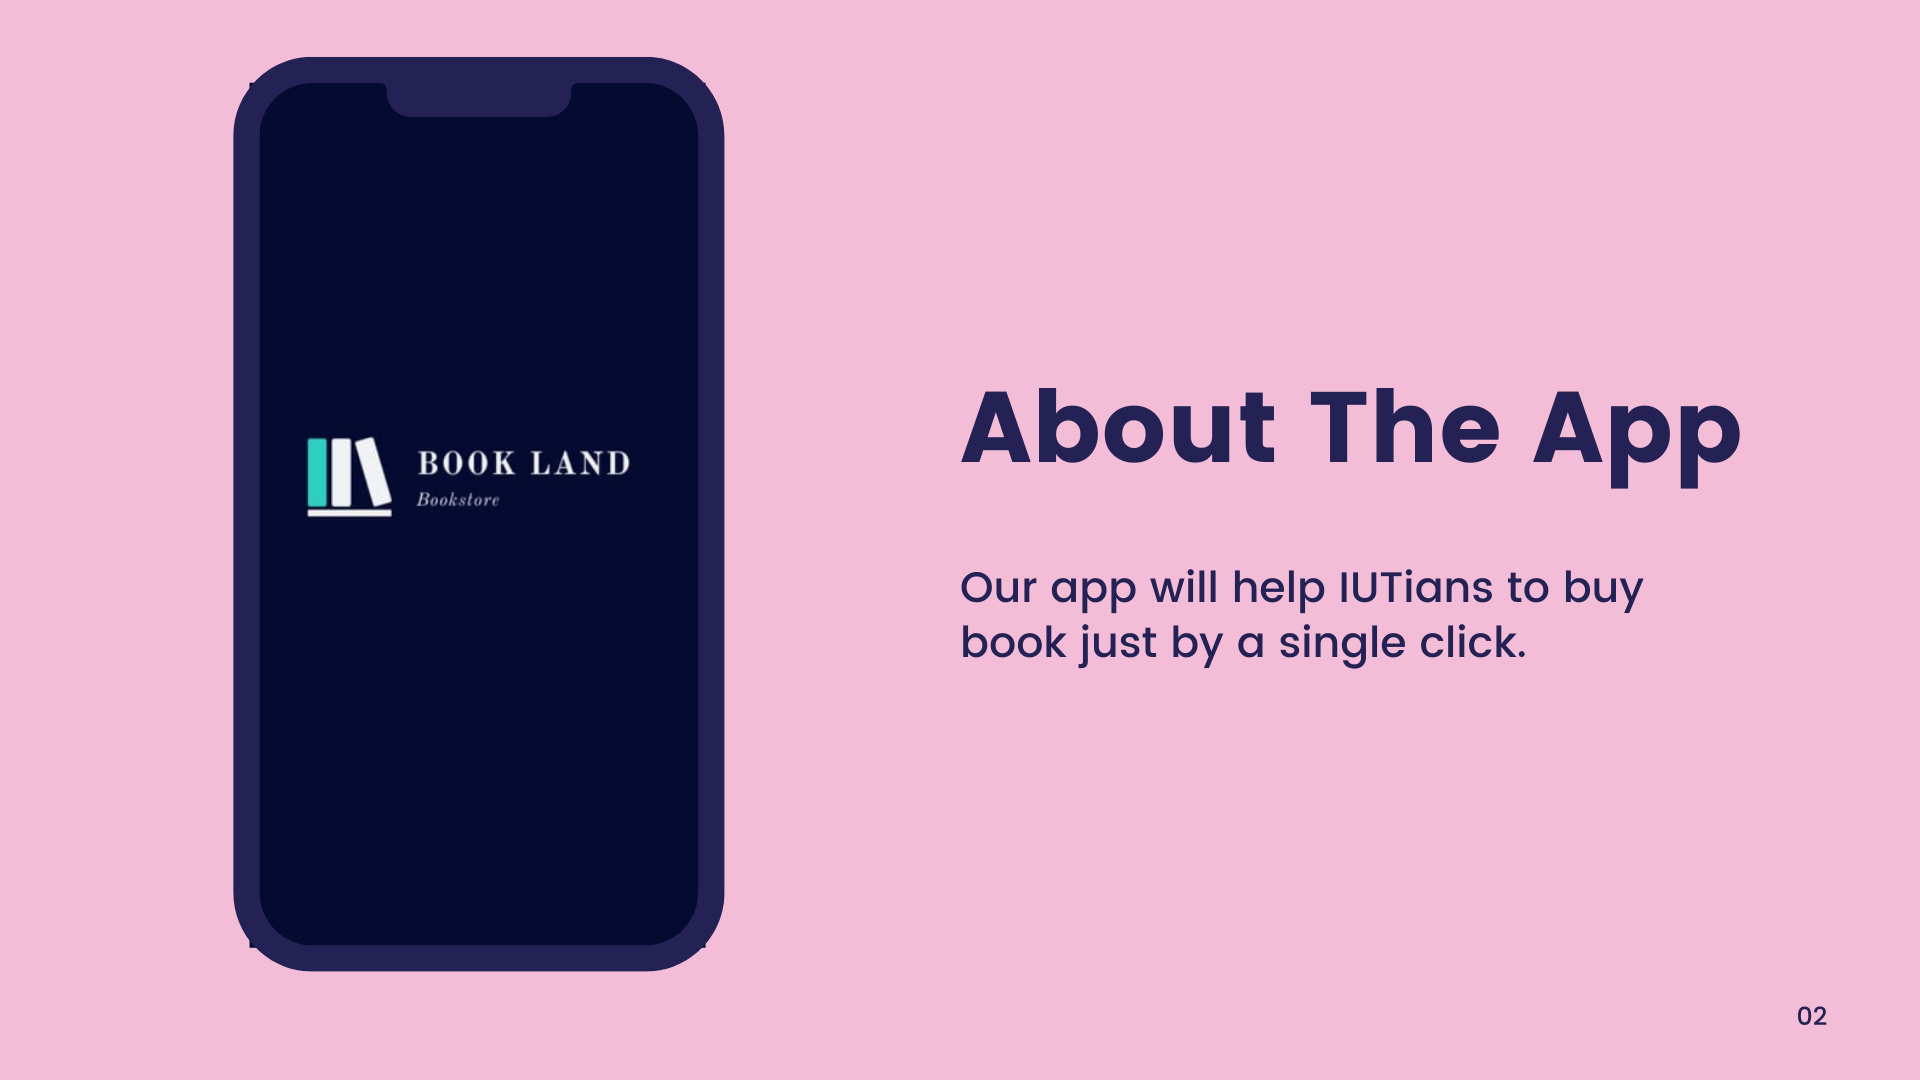 BOOK LAND
Bookstore
About The App
Our app will help IUTians to buy
book just by a single click.
02